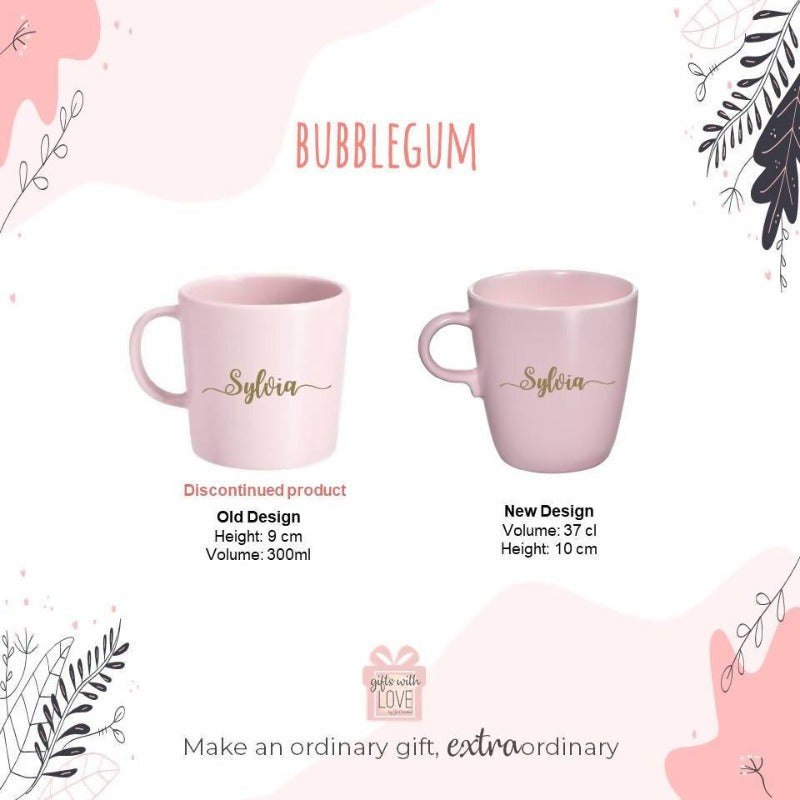 BUBBLEGUM
Sylvia
Sylvia
Discontinued product
Old Design
Height: 9 cm
Volume: 300ml
New Design
Volume: 37 cl
Height: 10 cm
gifts with
LOVE
Make an ordinary gift, extraordinary